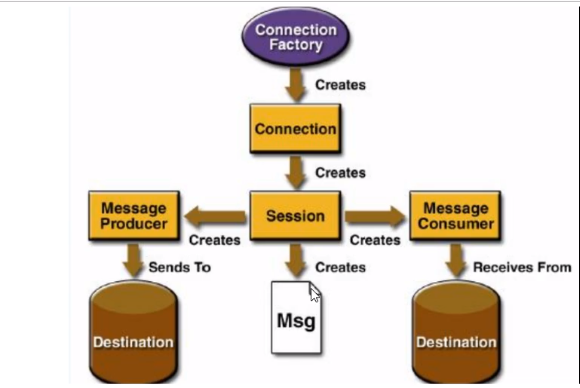 Connection
Factory
Creates
Connection
Creates
Message
Producer
Session
Message
Consumer
Creates
Creates
Sends To
Creates
Receives From
Msg
Destination
Destination